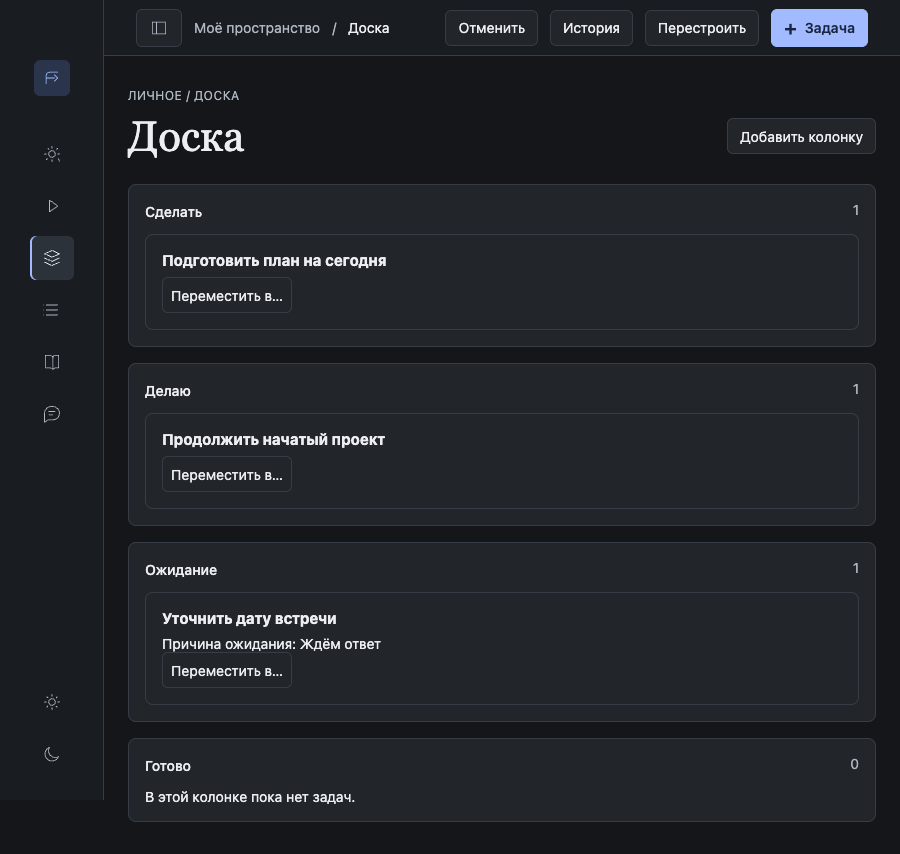 Моё пространство / Доска
Отменить
История
Перестроить
+ Задача
ЛИЧНОЕ / ДОСКА
Доска
Добавить колонку
Сделать 1
Подготовить план на сегодня
Переместить в...
Делаю 1
Продолжить начатый проект
Переместить в...
Ожидание 1
Уточнить дату встречи
Причина ожидания: Ждём ответ
Переместить в...
Готово 0
В этой колонке пока нет задач.